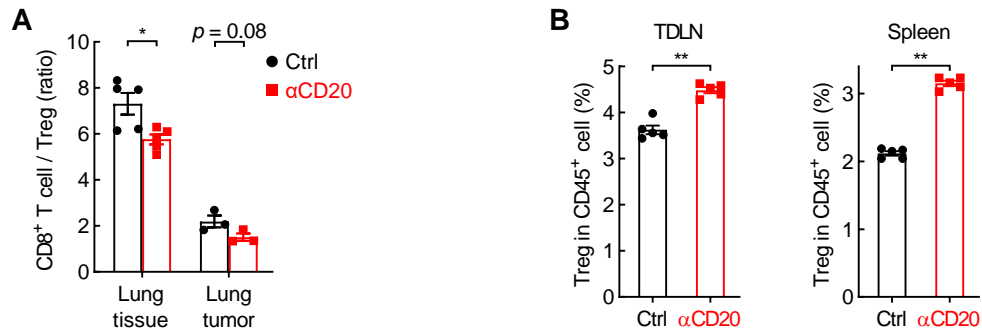 A
CD8⁺ T cell / Treg (ratio)
10
8
6
4
2
0
*
p = 0.08
Ctrl
αCD20
Lung
tissue
Lung
tumor
B
TDLN
Treg in CD45⁺ cell (%)
5
4
3
2
1
0
**
Ctrl
αCD20
Spleen
Treg in CD45⁺ cell (%)
3
2
1
0
**
Ctrl
αCD20